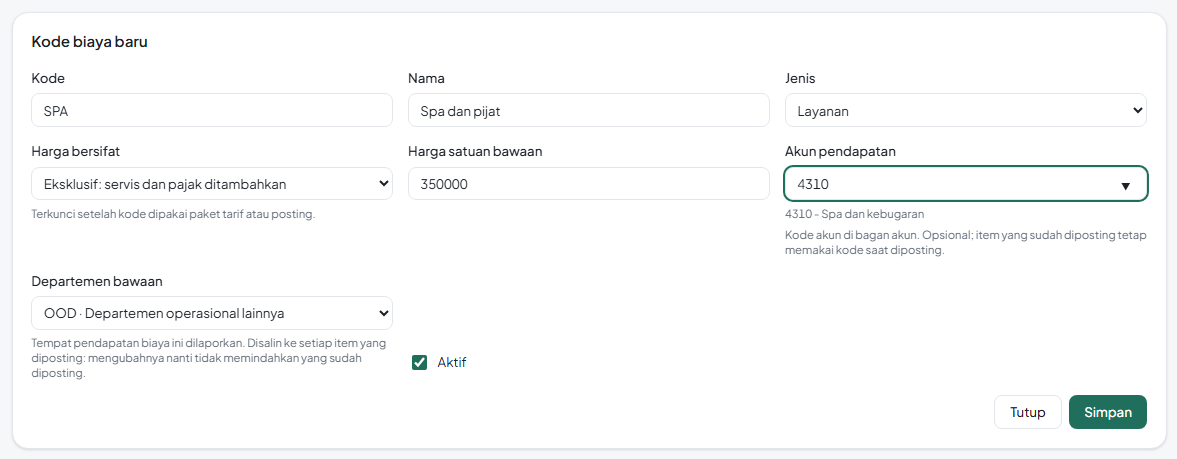 Kode biaya baru
Kode
Nama
Jenis
SPA
Spa dan pijat
Layanan
Harga bersifat
Harga satuan bawaan
Akun pendapatan
Eksklusif: servis dan pajak ditambahkan
350000
4310
Terkunci setelah kode dipakai paket tarif atau posting.
4310 - Spa dan kebugaran
Kode akun di bagan akun. Opsional; item yang sudah diposting tetap
memakai kode saat diposting.
Departemen bawaan
OOD · Departemen operasional lainnya
Tempat pendapatan biaya ini dilaporkan. Disalin ke setiap item yang
diposting: mengubahnya nanti tidak memindahkan yang sudah
diposting.
Aktif
Tutup
Simpan